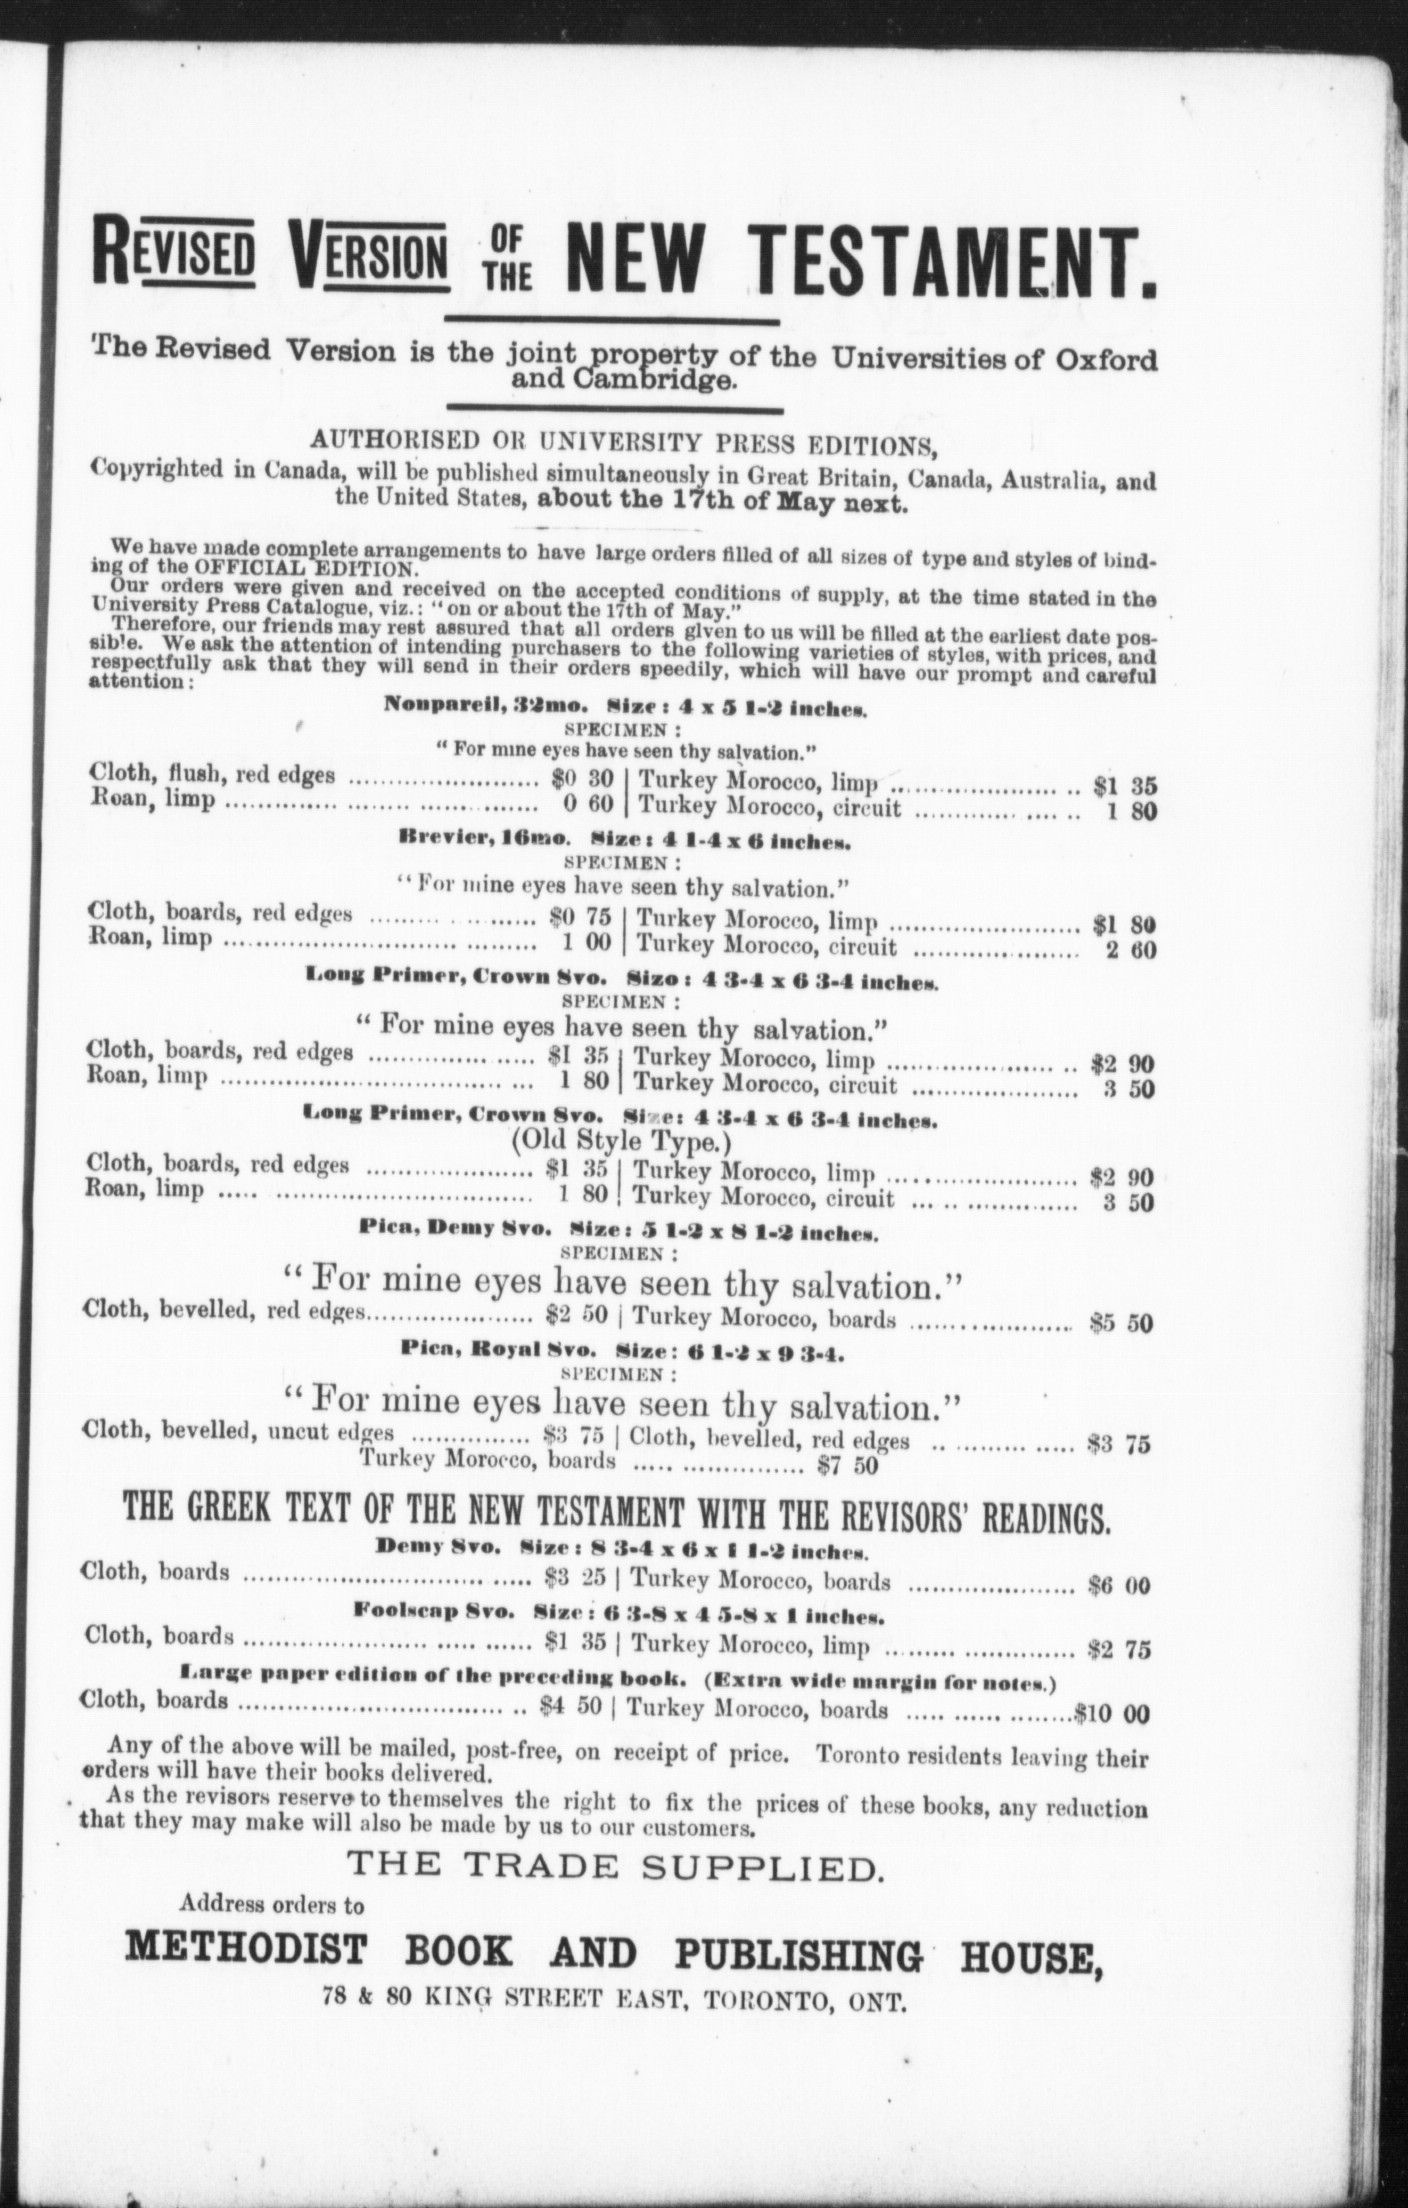 REVISED VERSION OF THE NEW TESTAMENT.
The Revised Version is the joint property of the Universities of Oxford
and Cambridge.
AUTHORISED OR UNIVERSITY PRESS EDITIONS,
Copyrighted in Canada, will be published simultaneously in Great Britain, Canada, Australia, and
the United States, about the 17th of May next.
We have made complete arrangements to have large orders filled of all sizes of type and styles of bind-
ing of the OFFICIAL EDITION.
Our orders were given and received on the accepted conditions of supply, at the time stated in the
University Press Catalogue, viz.: "on or about the 17th of May."
Therefore, our friends may rest assured that all orders given to us will be filled at the earliest date pos-
sible. We ask the attention of intending purchasers to the following varieties of styles, with prices, and
respectfully ask that they will send in their orders speedily, which will have our prompt and careful
attention:
Nonpareil, 32mo. Size: 4 x 5 1-2 inches.
SPECIMEN:
"For mine eyes have seen thy salvation."
Cloth, flush, red edges ........................ $0 30 | Turkey Morocco, limp ........................ $1 35
Roan, limp ........................ 0 60 | Turkey Morocco, circuit ........................ 1 80
Brevier, 16mo. Size: 4 1-4 x 6 inches.
SPECIMEN:
"For mine eyes have seen thy salvation."
Cloth, boards, red edges ........................ $0 75 | Turkey Morocco, limp ........................ $1 80
Roan, limp ........................ 1 00 | Turkey Morocco, circuit ........................ 2 60
Long Primer, Crown 8vo. Size: 4 3-4 x 6 3-4 inches.
SPECIMEN:
"For mine eyes have seen thy salvation."
Cloth, boards, red edges ........................ $1 35 | Turkey Morocco, limp ........................ $2 90
Roan, limp ........................ 1 80 | Turkey Morocco, circuit ........................ 3 50
Long Primer, Crown 8vo. Size: 4 3-4 x 6 3-4 inches.
(Old Style Type.)
Cloth, boards, red edges ........................ $1 35 | Turkey Morocco, limp ........................ $2 90
Roan, limp ........................ 1 80 | Turkey Morocco, circuit ........................ 3 50
Pica, Demy 8vo. Size: 5 1-2 x 8 1-2 inches.
SPECIMEN:
"For mine eyes have seen thy salvation."
Cloth, bevelled, red edges........................ $2 50 | Turkey Morocco, boards ........................ $5 50
Pica, Royal 8vo. Size: 6 1-2 x 9 3-4.
SPECIMEN:
"For mine eyes have seen thy salvation."
Cloth, bevelled, uncut edges ............... $3 75 | Cloth, bevelled, red edges ............... $3 75
Turkey Morocco, boards ..................... $7 50
THE GREEK TEXT OF THE NEW TESTAMENT WITH THE REVISORS' READINGS.
Demy 8vo. Size: 8 3-4 x 6 x 1 1-2 inches.
Cloth, boards ........................ $3 25 | Turkey Morocco, boards ........................ $6 00
Foolscap 8vo. Size: 6 3-8 x 4 5-8 x 1 inches.
Cloth, boards ........................ $1 35 | Turkey Morocco, limp ........................ $2 75
Large paper edition of the preceding book. (Extra wide margin for notes.)
Cloth, boards ........................ $4 50 | Turkey Morocco, boards ........................$10 00
Any of the above will be mailed, post-free, on receipt of price. Toronto residents leaving their
orders will have their books delivered.
As the revisors reserve to themselves the right to fix the prices of these books, any reduction
that they may make will also be made by us to our customers.
THE TRADE SUPPLIED.
Address orders to
METHODIST BOOK AND PUBLISHING HOUSE,
78 & 80 KING STREET EAST, TORONTO, ONT.